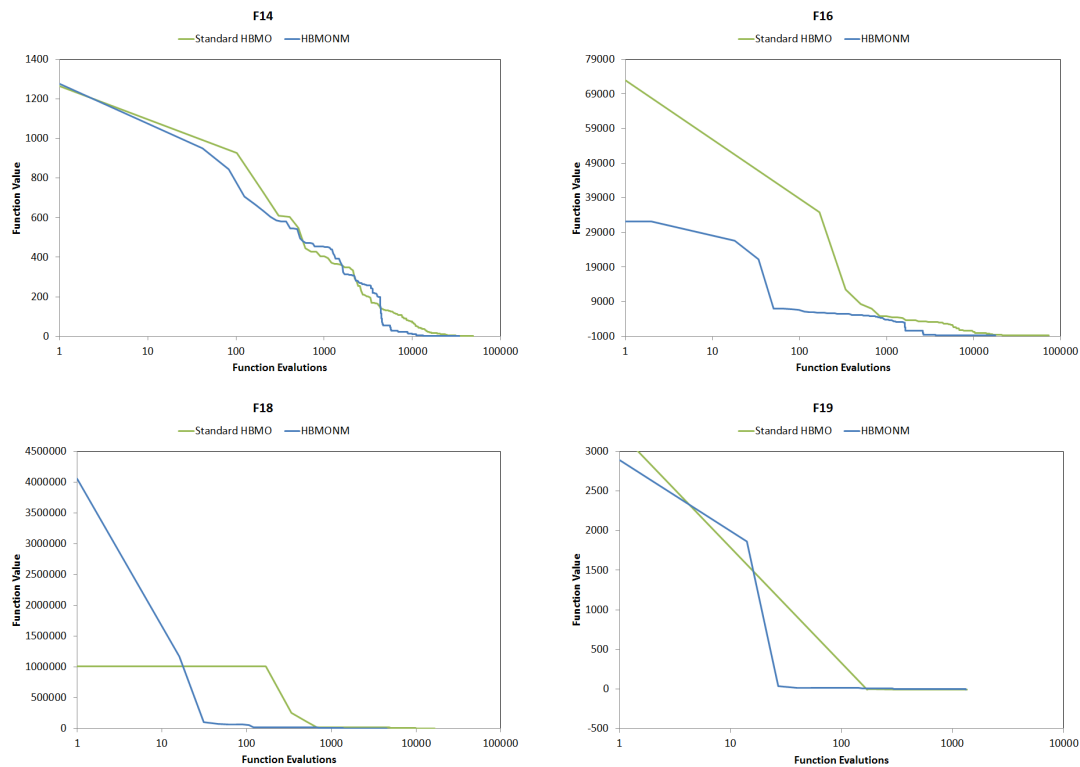 F14
Standard HBMO HBMONM
1400
1200
1000
800
600
400
200
0
Function Value
1 10 100 1000 10000 100000
Function Evalutions
F16
Standard HBMO HBMONM
79000
69000
59000
49000
39000
29000
19000
9000
-1000
Function Value
1 10 100 1000 10000 100000
Function Evalutions
F18
Standard HBMO HBMONM
4500000
4000000
3500000
3000000
2500000
2000000
1500000
1000000
500000
0
Function Value
1 10 100 1000 10000 100000
Function Evalutions
F19
Standard HBMO HBMONM
3000
2500
2000
1500
1000
500
0
-500
Function Value
1 10 100 1000 10000
Function Evalutions